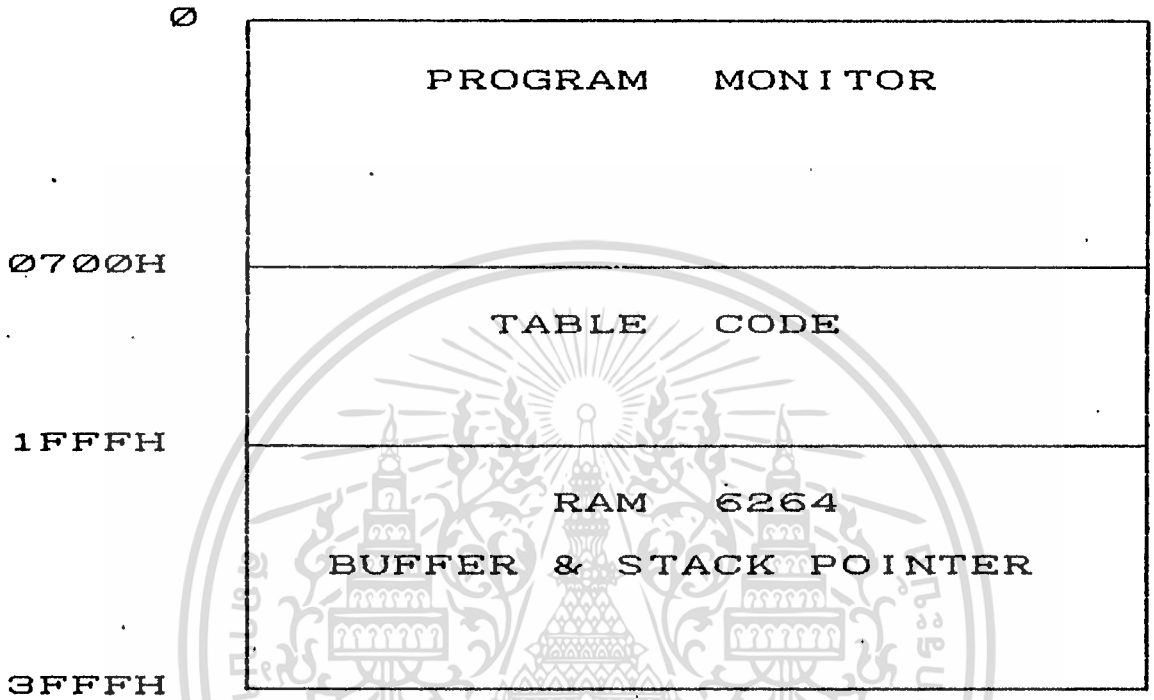 Ø
PROGRAM MONITOR
Ø7ØØH
TABLE CODE
1FFFH
RAM 6264
BUFFER & STACK POINTER
3FFFH